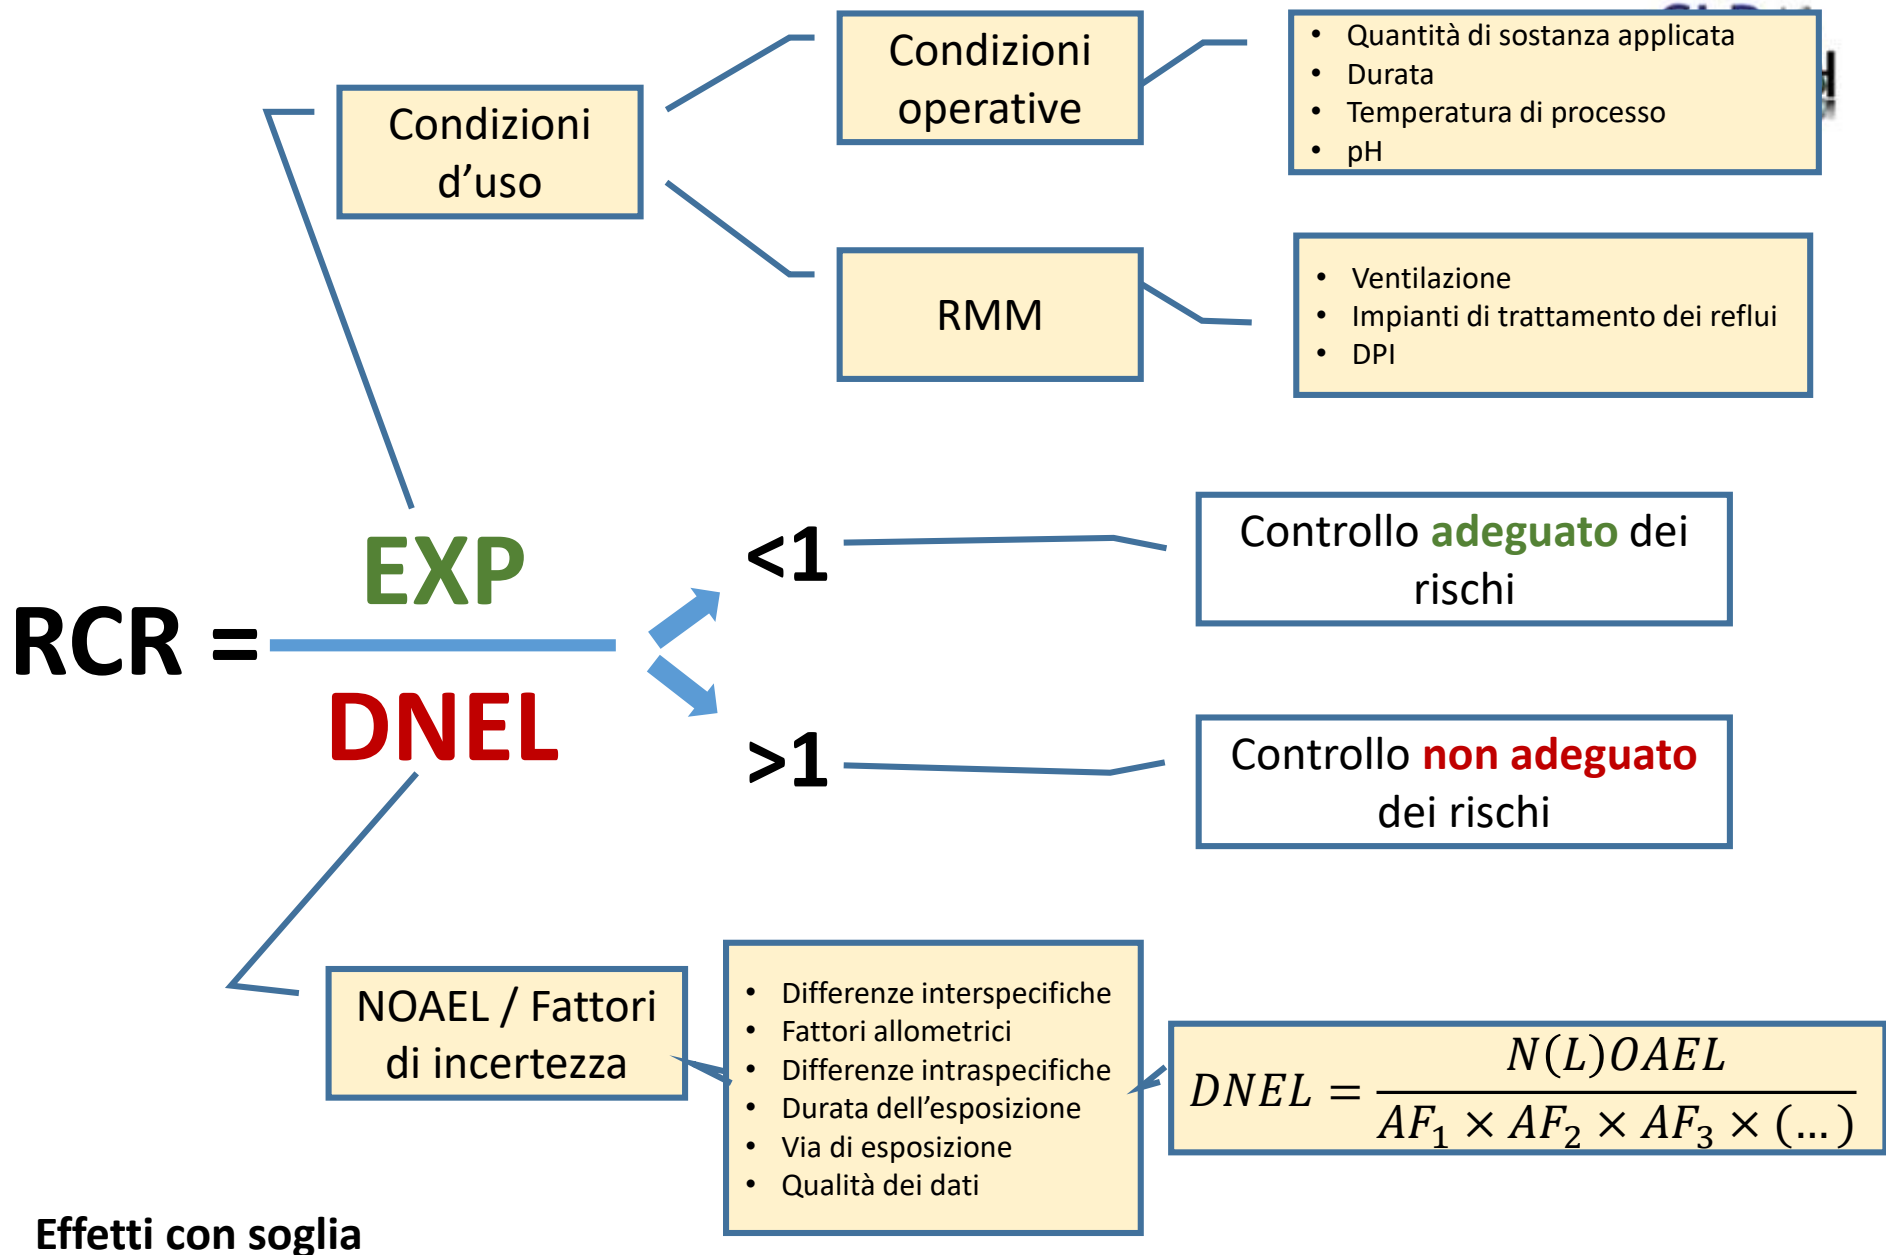 Condizioni
d’uso
Condizioni
operative
• Quantità di sostanza applicata
• Durata
• Temperatura di processo
• pH
RMM
• Ventilazione
• Impianti di trattamento dei reflui
• DPI
RCR =
EXP
DNEL
<1
Controllo adeguato dei
rischi
>1
Controllo non adeguato
dei rischi
NOAEL / Fattori
di incertezza
• Differenze interspecifiche
• Fattori allometrici
• Differenze intraspecifiche
• Durata dell’esposizione
• Via di esposizione
• Qualità dei dati
DNEL = N(L)OAEL / AF₁ × AF₂ × AF₃ × (… )
Effetti con soglia